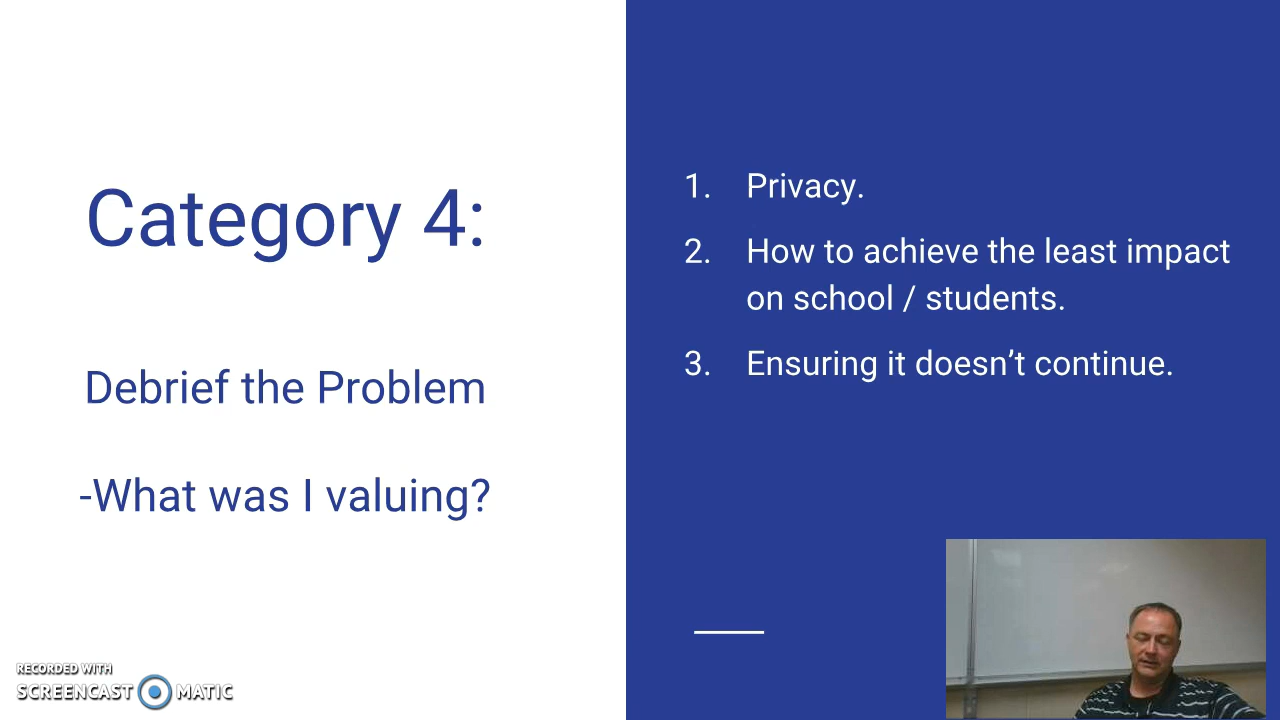 Category 4:
Debrief the Problem
-What was I valuing?
1. Privacy.
2. How to achieve the least impact
on school / students.
3. Ensuring it doesn’t continue.
RECORDED WITH
SCREENCAST MATIC